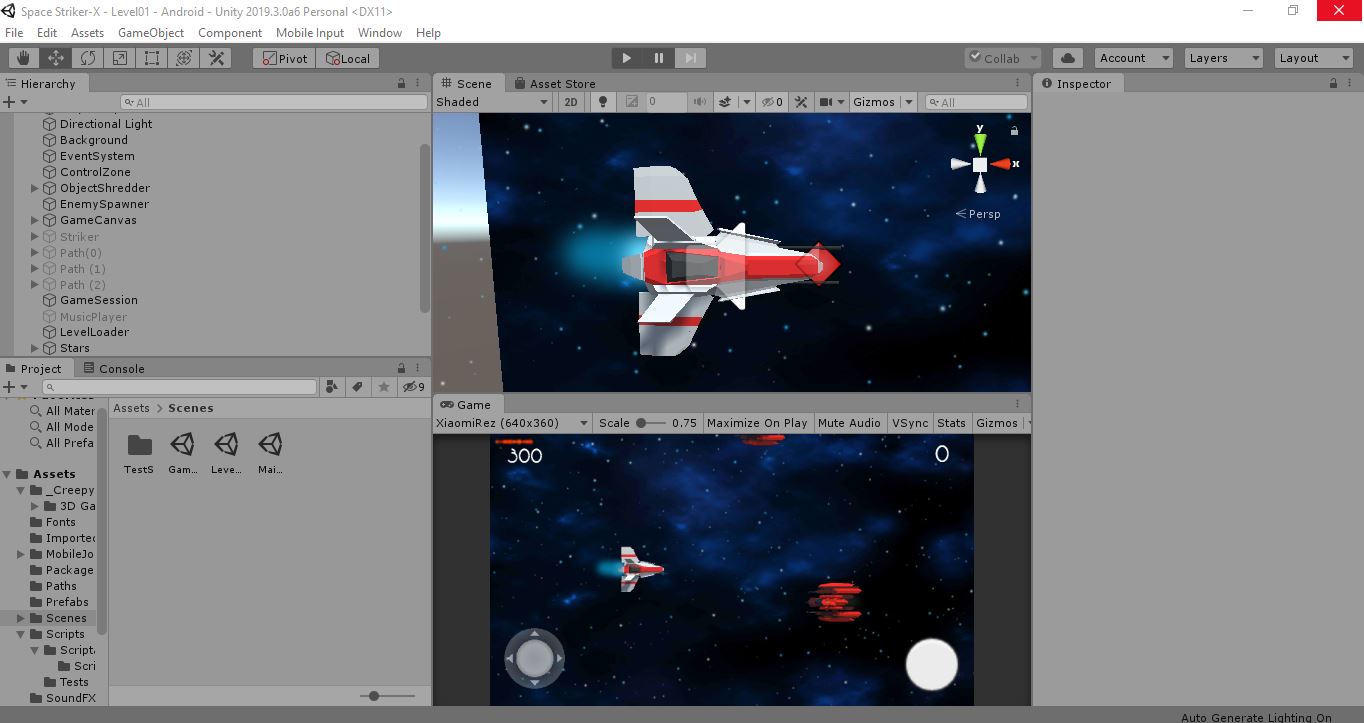 Space Striker-X - Level01 - Android - Unity 2019.3.0a6 Personal <DX11>
File Edit Assets GameObject Component Mobile Input Window Help
Pivot Local Collab Account Layers Layout
Hierarchy
All
Directional Light
Background
EventSystem
ControlZone
ObjectShredder
EnemySpawner
GameCanvas
Striker
Path(0)
Path (1)
Path (2)
GameSession
MusicPlayer
LevelLoader
Stars
Scene Asset Store
Shaded 2D 0 0 Gizmos All
y
x
Persp
Inspector
Project Console
9
All Mater
All Mode
All Prefa
Assets
_Creepy
3D Ga
Fonts
Imported
MobileJo
Package
Paths
Prefabs
Scenes
Scripts
Script
Scri
Tests
SoundFX
Assets > Scenes
TestS Gam... Leve... Mai...
Game
XiaomiRez (640x360) Scale 0.75 Maximize On Play Mute Audio VSync Stats Gizmos
300 0
Auto Generate Lighting On